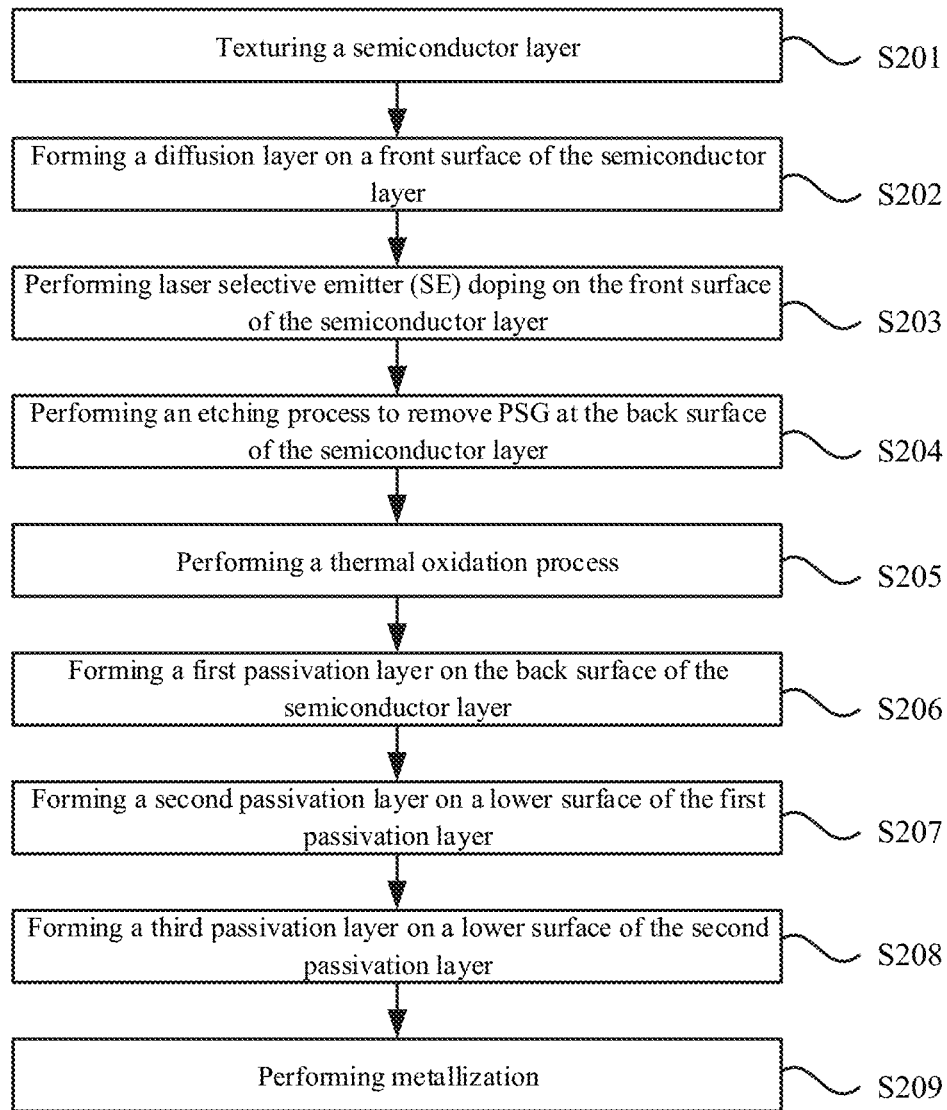 Texturing a semiconductor layer
S201
Forming a diffusion layer on a front surface of the semiconductor
layer
S202
Performing laser selective emitter (SE) doping on the front surface
of the semiconductor layer
S203
Performing an etching process to remove PSG at the back surface
of the semiconductor layer
S204
Performing a thermal oxidation process
S205
Forming a first passivation layer on the back surface of the
semiconductor layer
S206
Forming a second passivation layer on a lower surface of the first
passivation layer
S207
Forming a third passivation layer on a lower surface of the second
passivation layer
S208
Performing metallization
S209